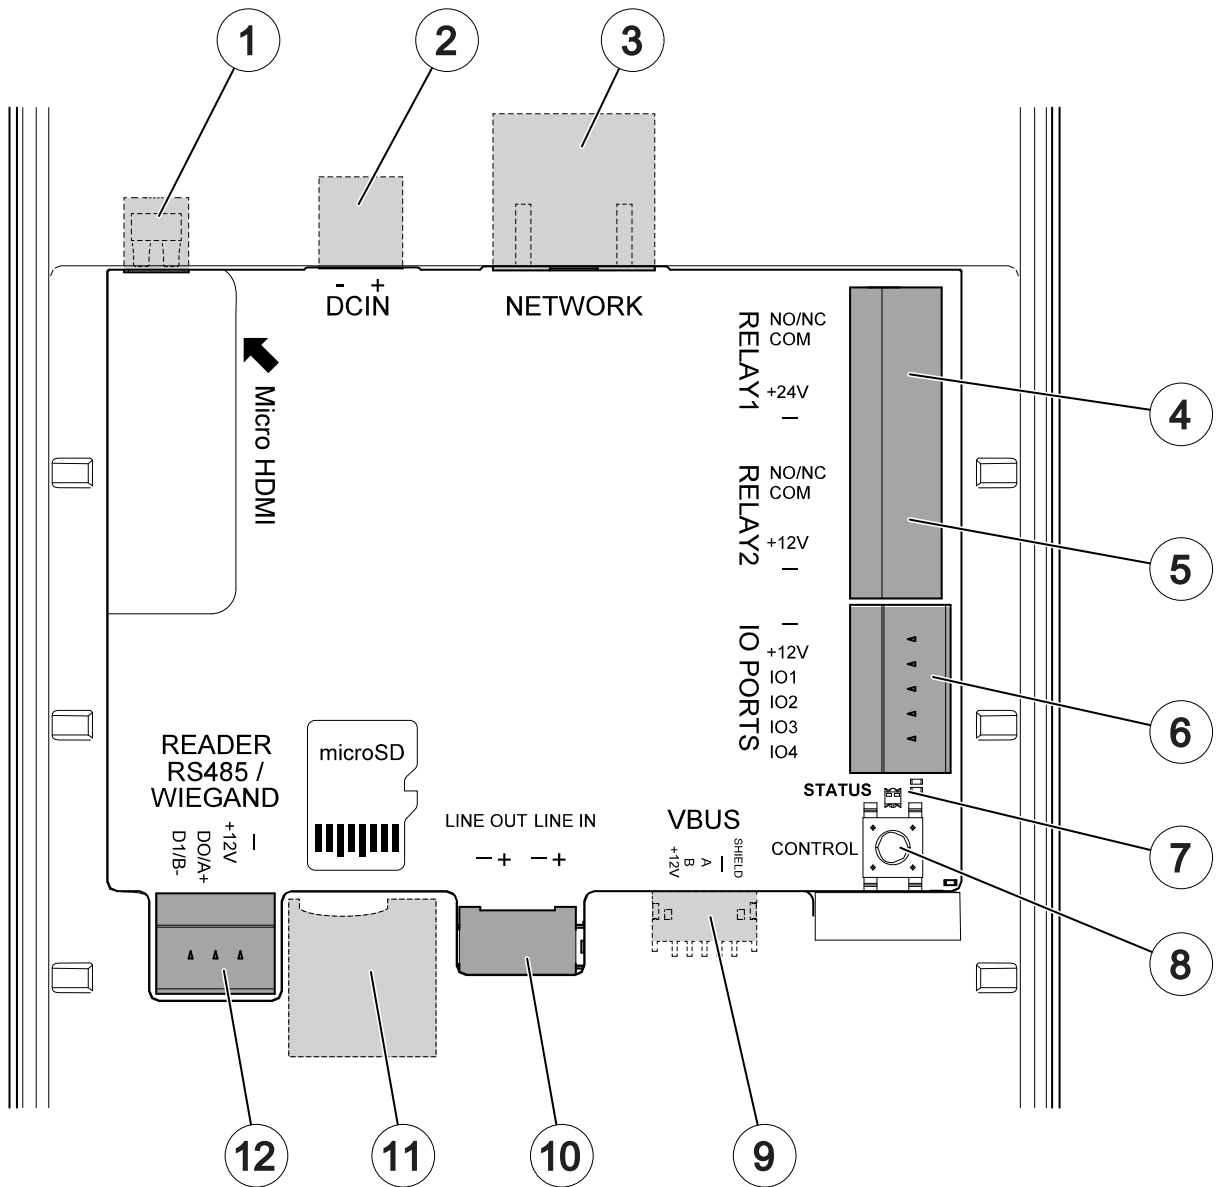 1
2
3
- +
DCIN
NETWORK
RELAY1
NO/NC
COM
+24V
—
4
Micro HDMI
RELAY2
NO/NC
COM
+12V
—
5
IO PORTS
—
+12V
IO1
IO2
IO3
IO4
6
READER
RS485 /
WIEGAND
D1/B-
DO/A+
+12V
—
microSD
LINE OUT LINE IN
— + — +
VBUS
+12V
B
A
—
SHIELD
STATUS
7
CONTROL
8
12
11
10
9